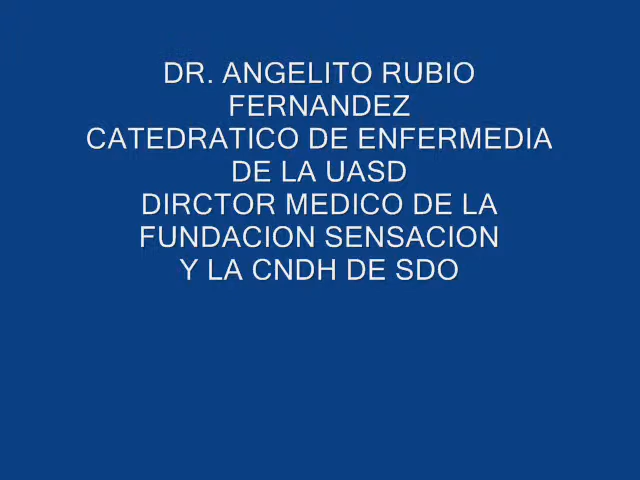 DR. ANGELITO RUBIO
FERNANDEZ
CATEDRATICO DE ENFERMEDIA
DE LA UASD
DIRCTOR MEDICO DE LA
FUNDACION SENSACION
Y LA CNDH DE SDO